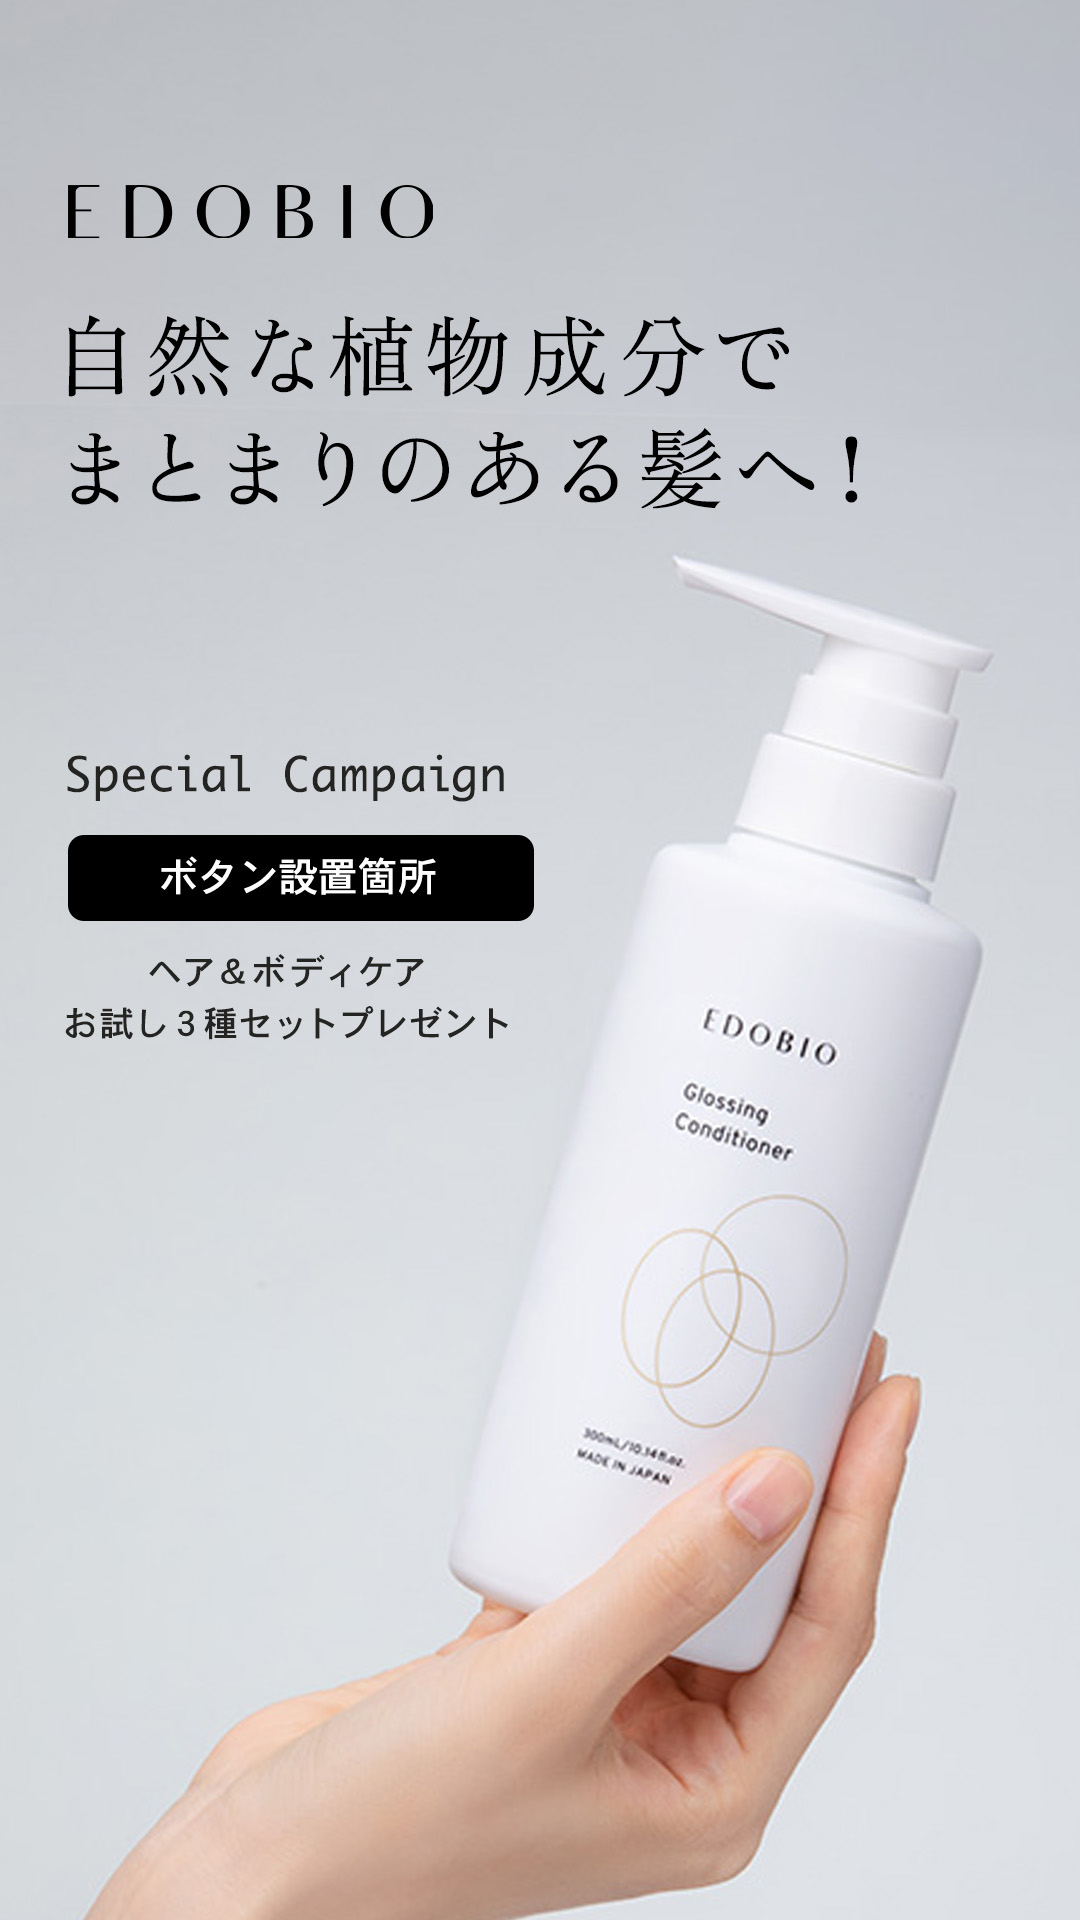 EDOBIO
自然な植物成分で
まとまりのある髪へ！
Special Campaign
ボタン設置箇所
ヘア＆ボディケア
お試し３種セットプレゼント
EDOBIO
Glossing
Conditioner
300mL/10.14fl.oz.
MADE IN JAPAN